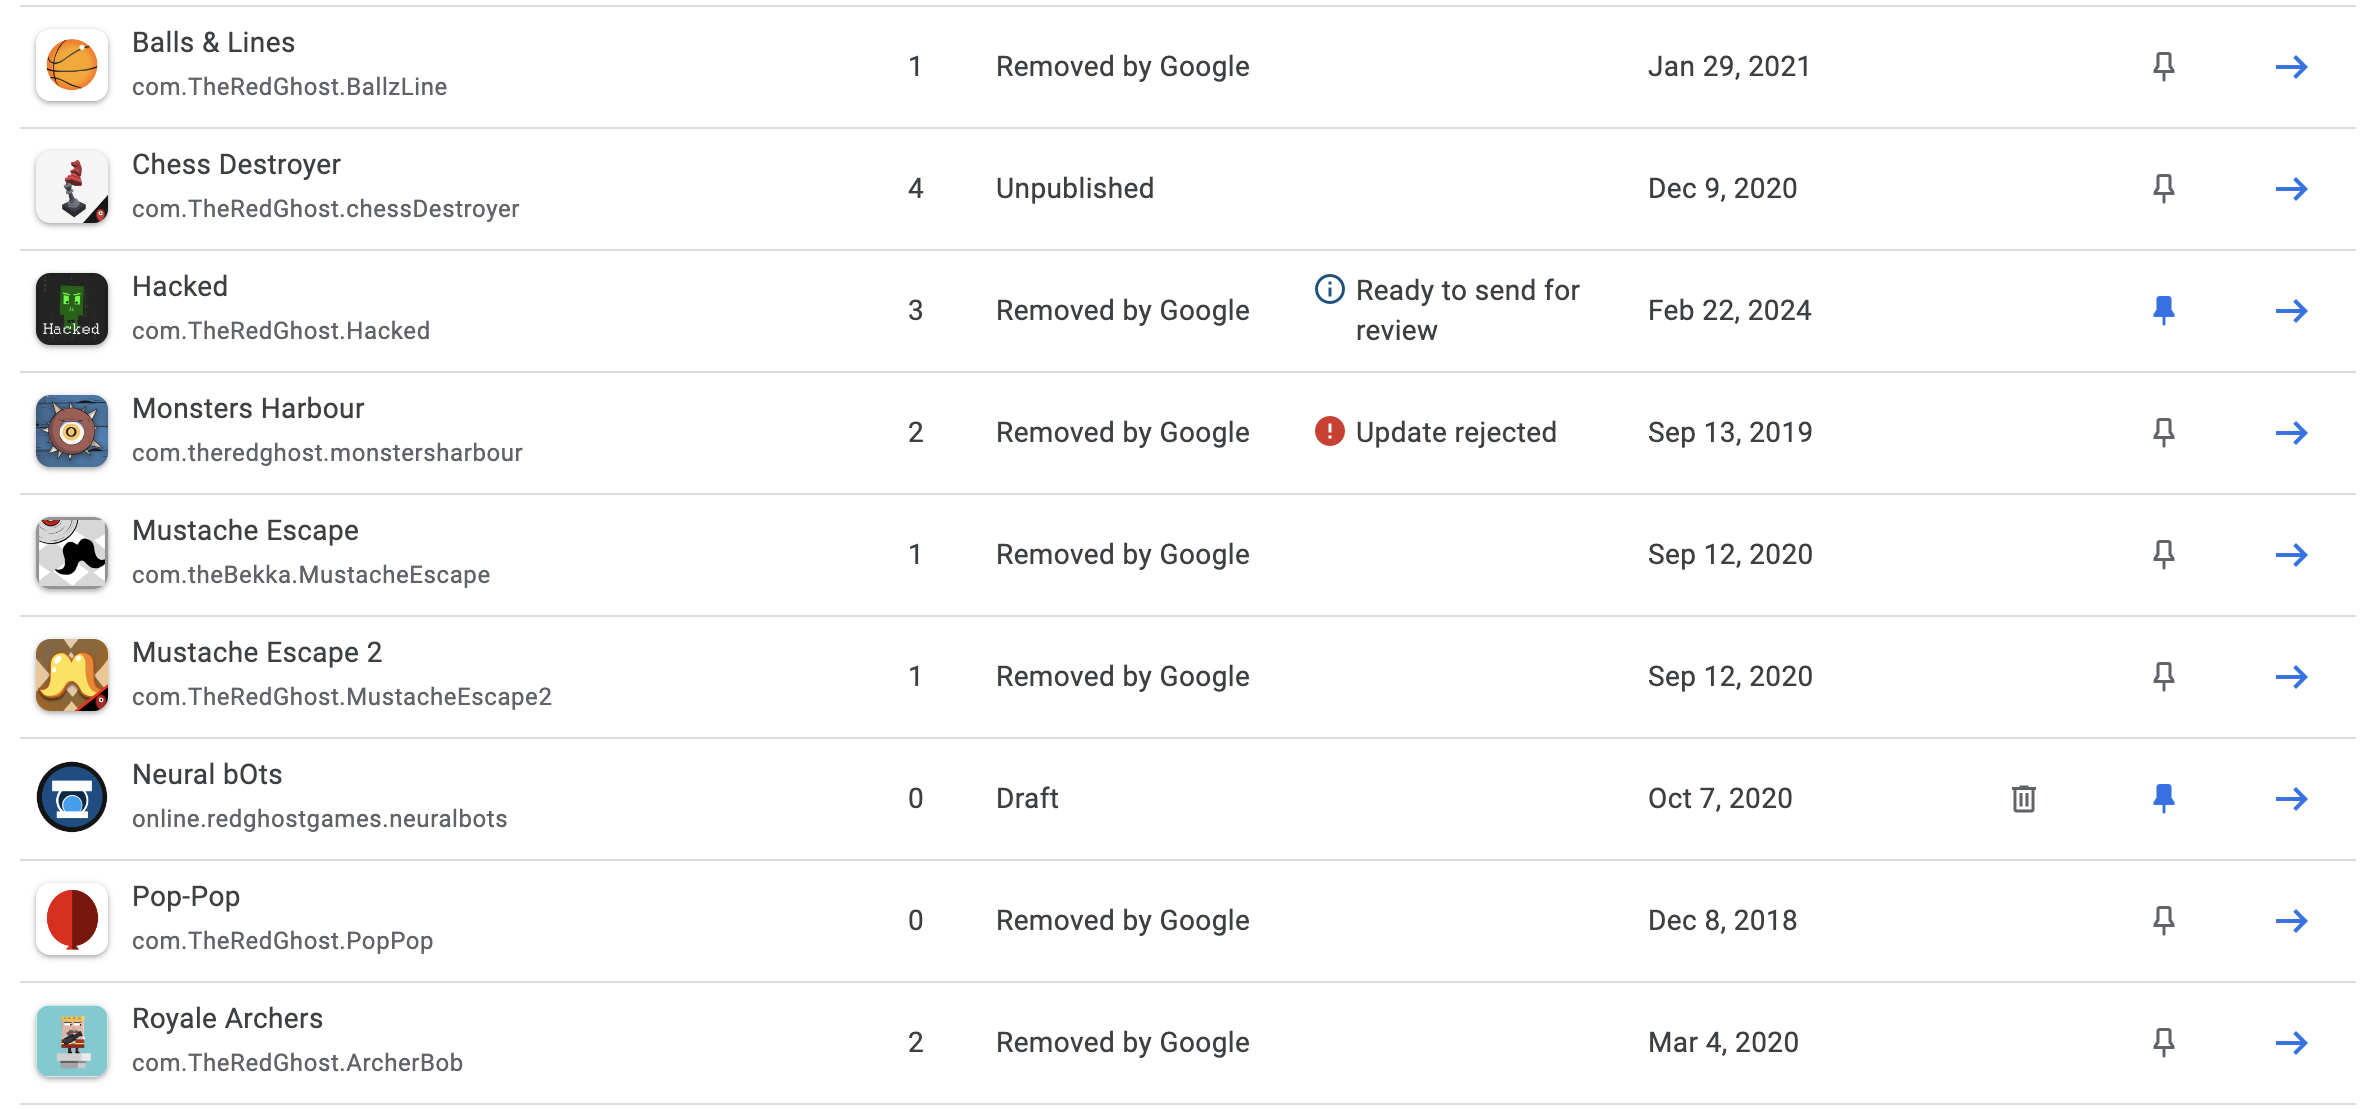 Balls & Lines
com.TheRedGhost.BallzLine
1
Removed by Google
Jan 29, 2021
Chess Destroyer
com.TheRedGhost.chessDestroyer
4
Unpublished
Dec 9, 2020
Hacked
Hacked
com.TheRedGhost.Hacked
3
Removed by Google
Ready to send for
review
Feb 22, 2024
Monsters Harbour
com.theredghost.monstersharbour
2
Removed by Google
Update rejected
Sep 13, 2019
Mustache Escape
com.theBekka.MustacheEscape
1
Removed by Google
Sep 12, 2020
Mustache Escape 2
com.TheRedGhost.MustacheEscape2
1
Removed by Google
Sep 12, 2020
Neural bOts
online.redghostgames.neuralbots
0
Draft
Oct 7, 2020
Pop-Pop
com.TheRedGhost.PopPop
0
Removed by Google
Dec 8, 2018
Royale Archers
com.TheRedGhost.ArcherBob
2
Removed by Google
Mar 4, 2020